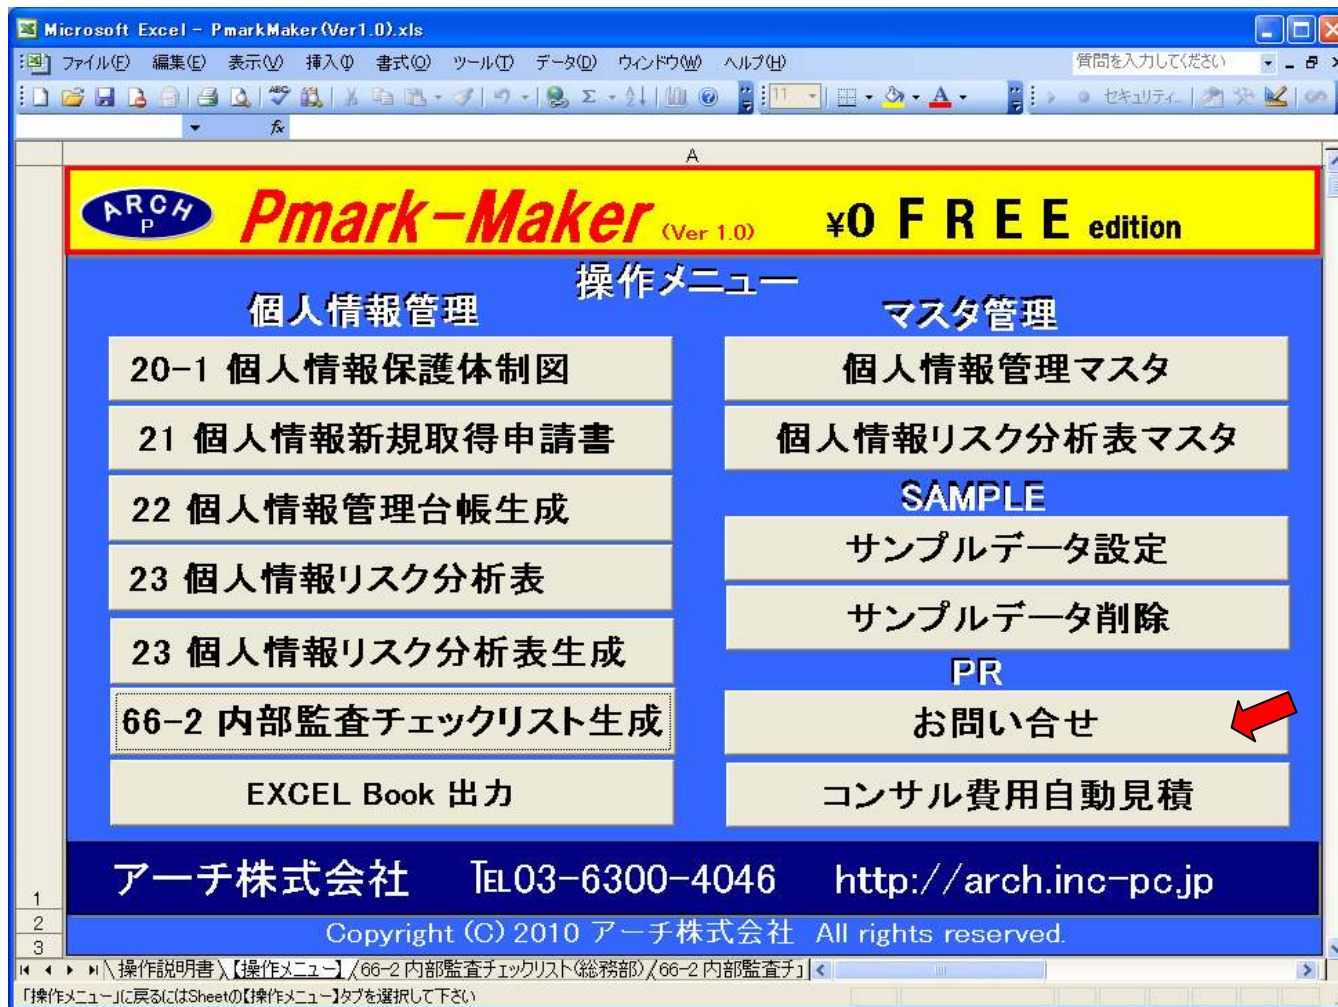 Microsoft Excel - PmarkMaker(Ver1.0).xls
ファイル(F) 編集(E) 表示(V) 挿入(I) 書式(O) ツール(T) データ(D) ウィンドウ(W) ヘルプ(H) 質問を入力してください
11 セキュリティ...
fx
A
ARCH P Pmark-Maker (Ver 1.0) ¥0 FREE edition
操作メニュー
個人情報管理
20-1 個人情報保護体制図
21 個人情報新規取得申請書
22 個人情報管理台帳生成
23 個人情報リスク分析表
23 個人情報リスク分析表生成
66-2 内部監査チェックリスト生成
EXCEL Book 出力
マスタ管理
個人情報管理マスタ
個人情報リスク分析表マスタ
SAMPLE
サンプルデータ設定
サンプルデータ削除
PR
お問い合せ
コンサル費用自動見積
アーチ株式会社 TEL03-6300-4046 http://arch.inc-pc.jp
Copyright (C) 2010 アーチ株式会社 All rights reserved.
1
2
3
操作説明書 【操作メニュー】 66-2 内部監査チェックリスト(総務部) 66-2 内部監査チェ
「操作メニュー」に戻るにはSheetの【操作メニュー】タブを選択して下さい